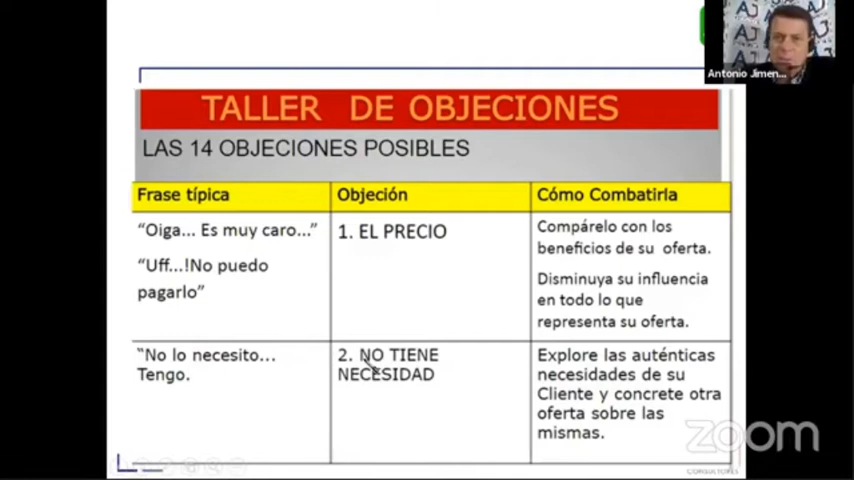 Antonio Jimen...
TALLER DE OBJECIONES
LAS 14 OBJECIONES POSIBLES
Frase típica
Objeción
Cómo Combatirla
“Oiga... Es muy caro...”
“Uff...!No puedo
pagarlo”
1. EL PRECIO
Compárelo con los
beneficios de su oferta.
Disminuya su influencia
en todo lo que
representa su oferta.
“No lo necesito...
Tengo.
2. NO TIENE
NECESIDAD
Explore las auténticas
necesidades de su
Cliente y concrete otra
oferta sobre las
mismas.
zoom
CONSULTORES